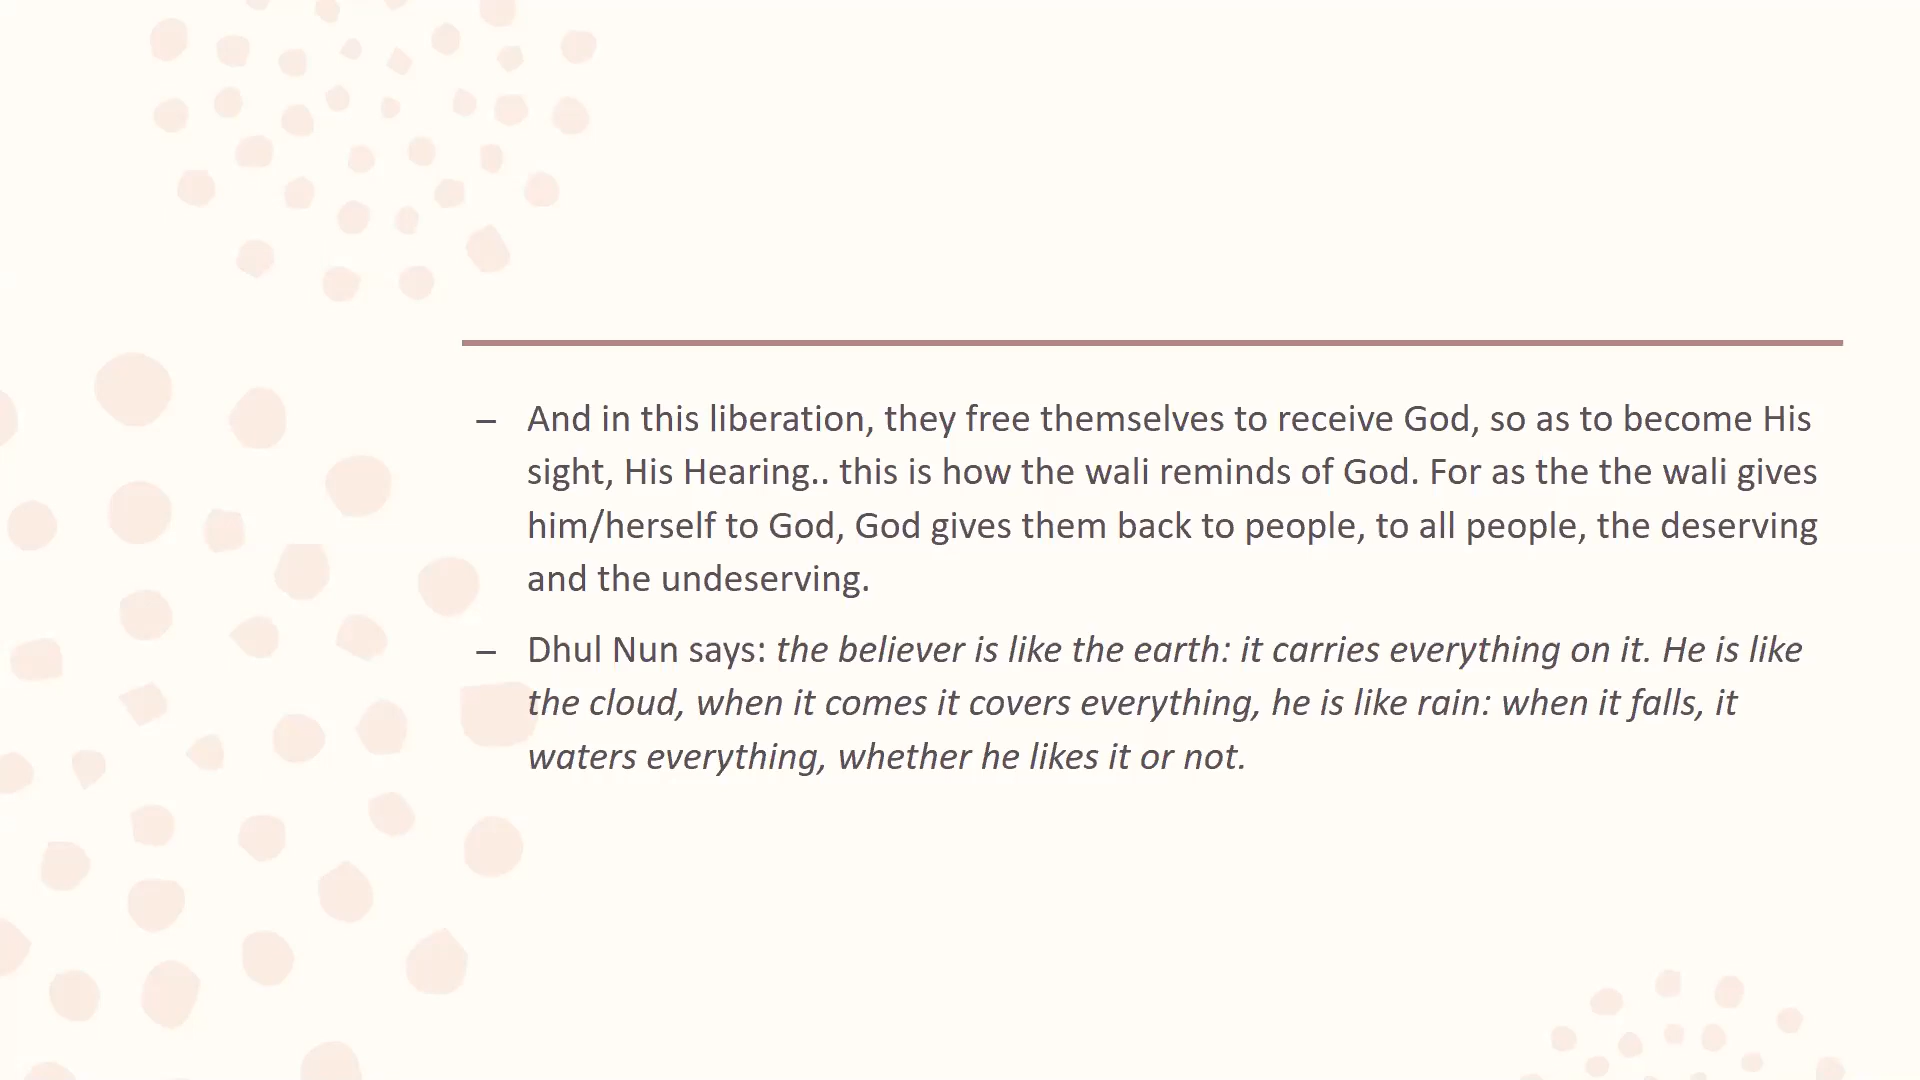 – And in this liberation, they free themselves to receive God, so as to become His
sight, His Hearing.. this is how the wali reminds of God. For as the the wali gives
him/herself to God, God gives them back to people, to all people, the deserving
and the undeserving.
– Dhul Nun says: the believer is like the earth: it carries everything on it. He is like
the cloud, when it comes it covers everything, he is like rain: when it falls, it
waters everything, whether he likes it or not.